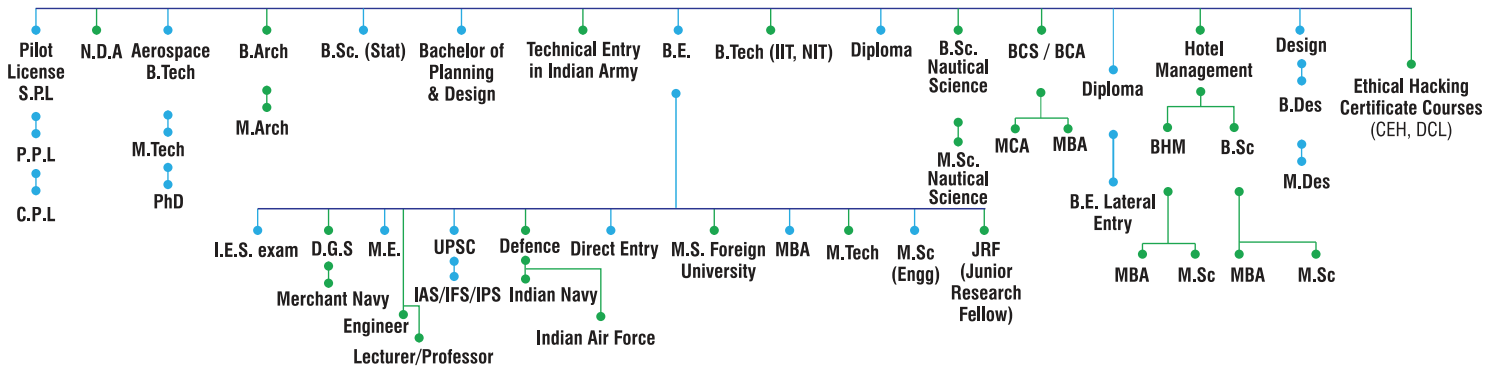 Pilot
License
S.P.L
P.P.L
C.P.L
N.D.A
Aerospace
B.Tech
M.Tech
PhD
B.Arch
M.Arch
B.Sc. (Stat)
Bachelor of
Planning
& Design
Technical Entry
in Indian Army
B.E.
B.Tech (IIT, NIT)
Diploma
B.Sc.
Nautical
Science
M.Sc.
Nautical
Science
BCS / BCA
MCA
MBA
Diploma
B.E. Lateral
Entry
Hotel
Management
BHM
B.Sc
MBA
M.Sc
MBA
M.Sc
Design
B.Des
M.Des
Ethical Hacking
Certificate Courses
(CEH, DCL)
I.E.S. exam
D.G.S
Merchant Navy
M.E.
Engineer
Lecturer/Professor
UPSC
IAS/IFS/IPS
Defence
Indian Navy
Indian Air Force
Direct Entry
M.S. Foreign
University
MBA
M.Tech
M.Sc
(Engg)
JRF
(Junior
Research
Fellow)